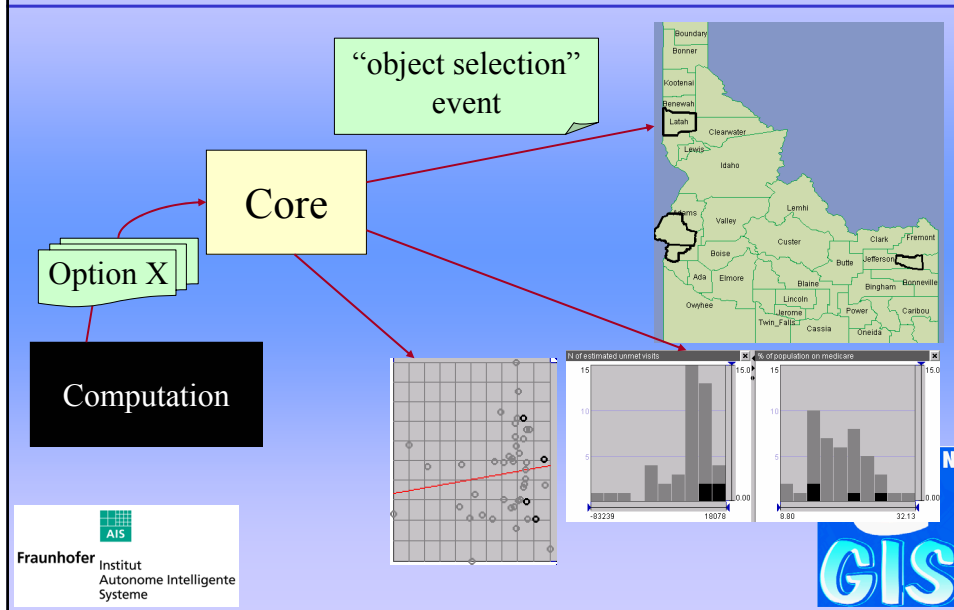 “object selection”
event
Core
Option X
Computation
Boundary
Bonner
Kootenai
Benewah
Latah
Clearwater
Lewis
Idaho
Adams
Valley
Lemhi
Custer
Clark
Fremont
Boise
Butte
Jefferson
Ada
Elmore
Blaine
Bingham
Bonneville
Owyhee
Lincoln
Jerome
Power
Caribou
Twin_Falls
Cassia
Oneida
N of estimated unmet visits
15
15.0
10
5
0.00
-83239
18078
% of population on medicare
15
15.0
10
5
0.00
8.80
32.13
AIS
Fraunhofer
Institut
Autonome Intelligente
Systeme
N
GIS